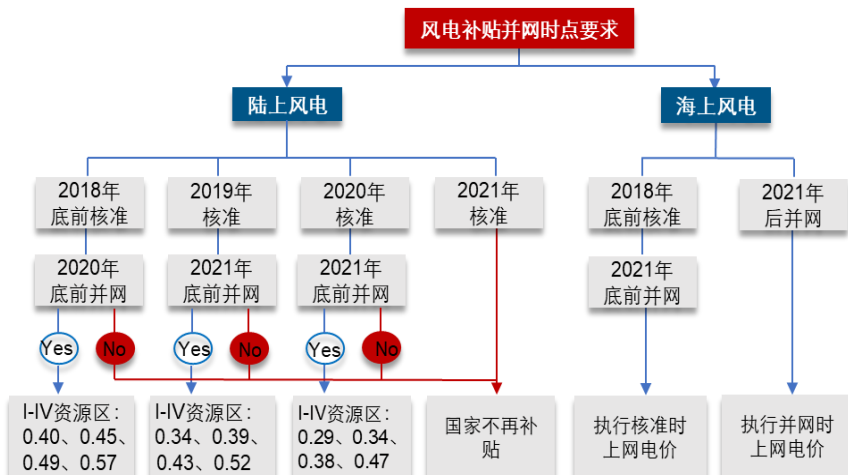 风电补贴并网时点要求
陆上风电
海上风电
2018年
底前核准
2019年
核准
2020年
核准
2021年
核准
2018年
底前核准
2021年
后并网
2020年
底前并网
2021年
底前并网
2021年
底前并网
2021年
底前并网
Yes
No
Yes
No
Yes
No
I-IV资源区：
0.40、0.45、
0.49、0.57
I-IV资源区：
0.34、0.39、
0.43、0.52
I-IV资源区：
0.29、0.34、
0.38、0.47
国家不再补
贴
执行核准时
上网电价
执行并网时
上网电价